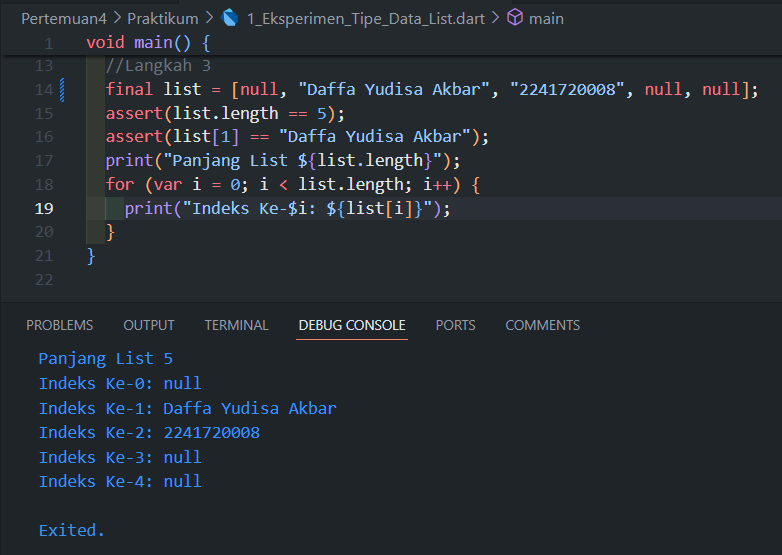 Pertemuan4 > Praktikum > 1_Eksperimen_Tipe_Data_List.dart > main
1 void main() {
13 //Langkah 3
14 final list = [null, "Daffa Yudisa Akbar", "2241720008", null, null];
15 assert(list.length == 5);
16 assert(list[1] == "Daffa Yudisa Akbar");
17 print("Panjang List ${list.length}");
18 for (var i = 0; i < list.length; i++) {
19 print("Indeks Ke-$i: ${list[i]}");
20 }
21 }
22
PROBLEMS OUTPUT TERMINAL DEBUG CONSOLE PORTS COMMENTS
Panjang List 5
Indeks Ke-0: null
Indeks Ke-1: Daffa Yudisa Akbar
Indeks Ke-2: 2241720008
Indeks Ke-3: null
Indeks Ke-4: null
Exited.